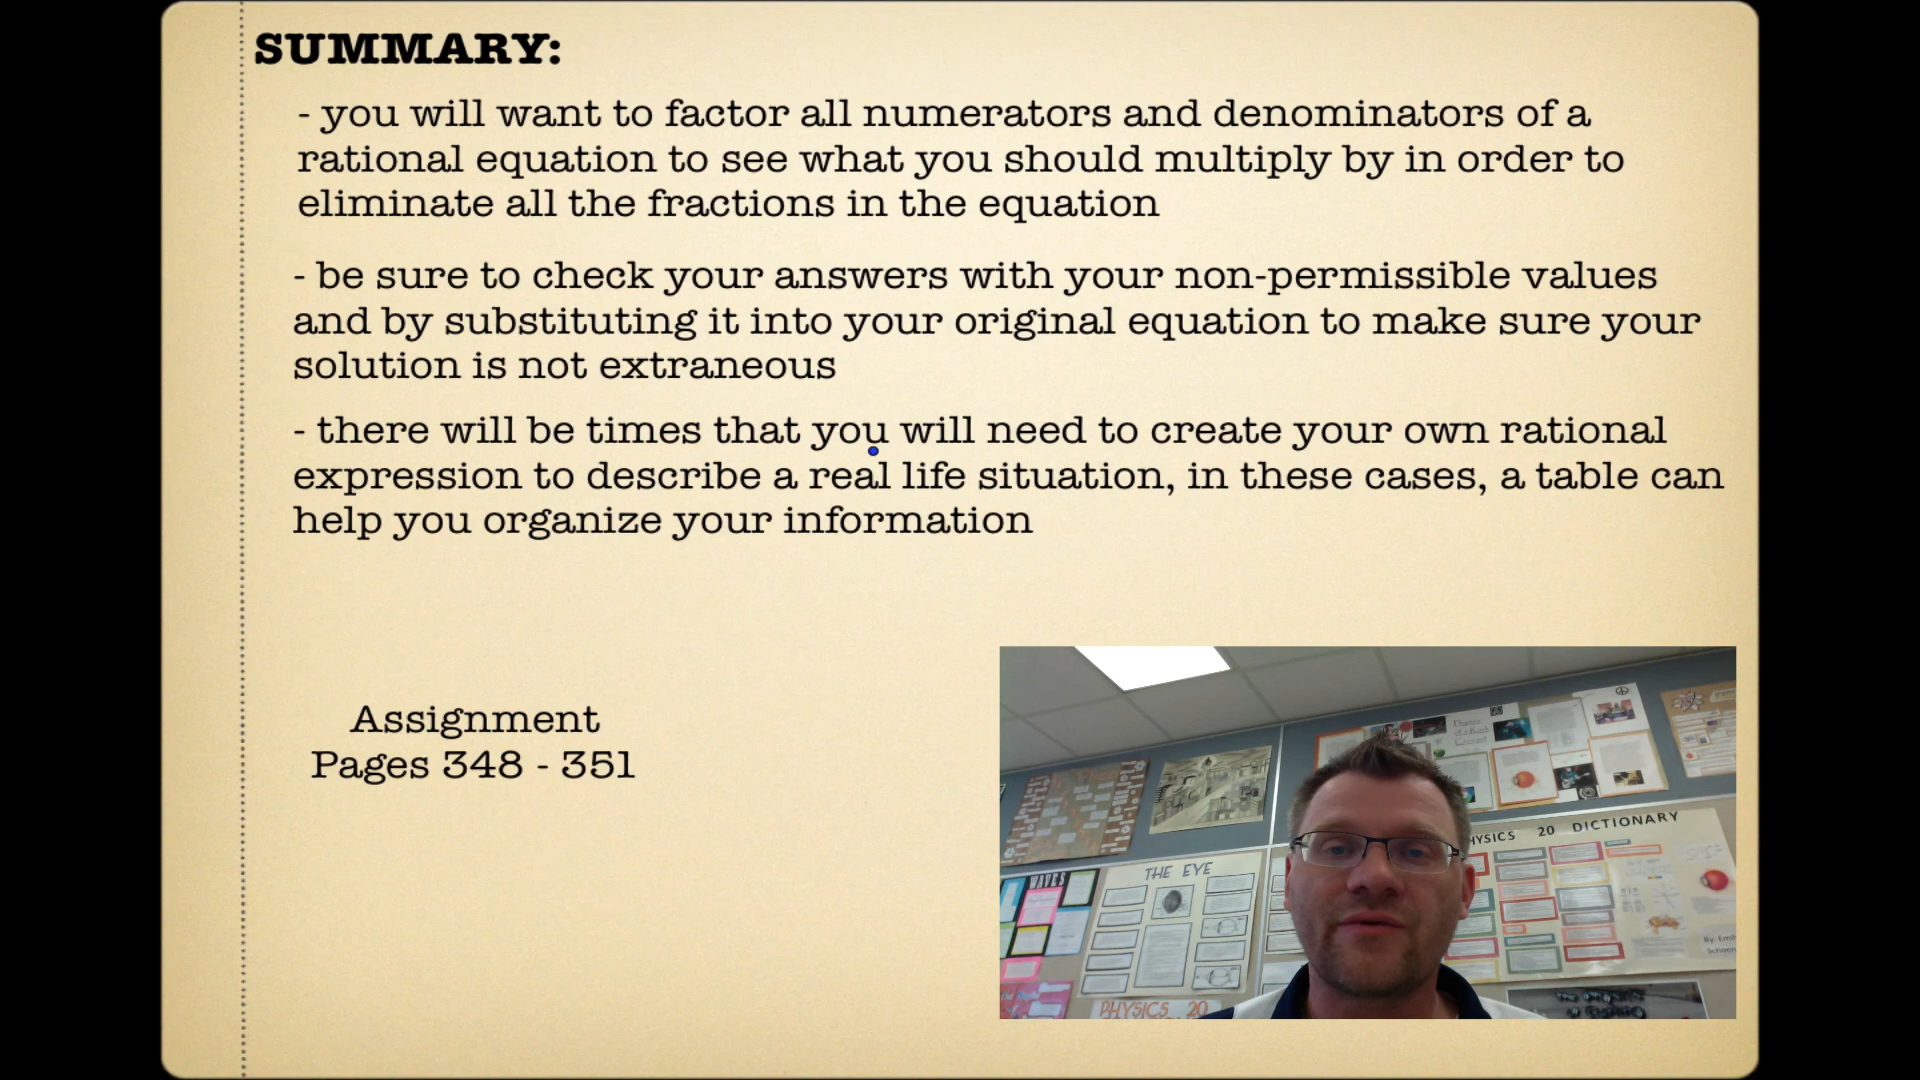 SUMMARY:
- you will want to factor all numerators and denominators of a
rational equation to see what you should multiply by in order to
eliminate all the fractions in the equation
- be sure to check your answers with your non-permissible values
and by substituting it into your original equation to make sure your
solution is not extraneous
- there will be times that you will need to create your own rational
expression to describe a real life situation, in these cases, a table can
help you organize your information
Assignment
Pages 348 - 351
PHYSICS 20 DICTIONARY
THE EYE
WAVES
By: Emi
PHYSICS 20